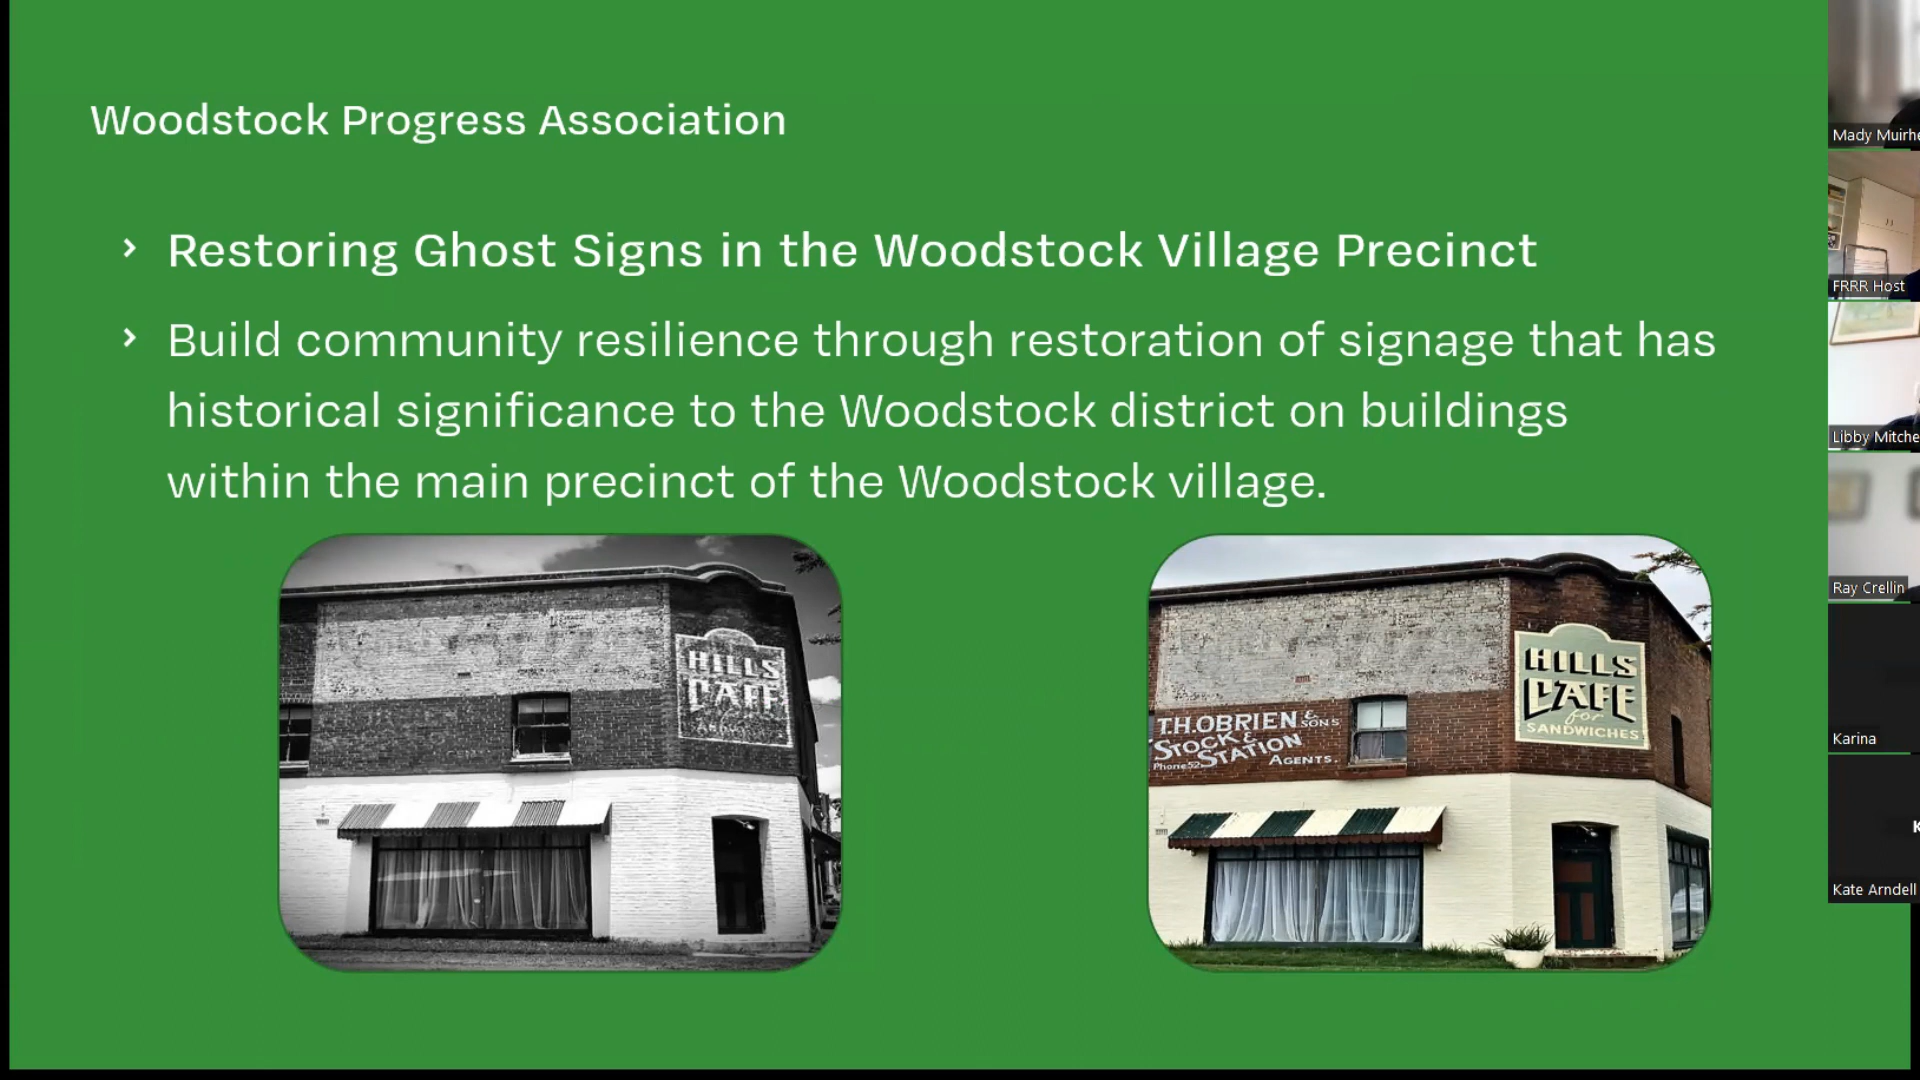 Woodstock Progress Association
Restoring Ghost Signs in the Woodstock Village Precinct
Build community resilience through restoration of signage that has
historical significance to the Woodstock district on buildings
within the main precinct of the Woodstock village.
HILLS
CAFE
HILLS
CAFE
for
SANDWICHES
T.H.OBRIEN & SONS
STOCK &
STATION
Phone52
AGENTS.
Mady Muirhe
FRRR Host
Libby Mitche
Ray Crellin
Karina
K
Kate Arndell